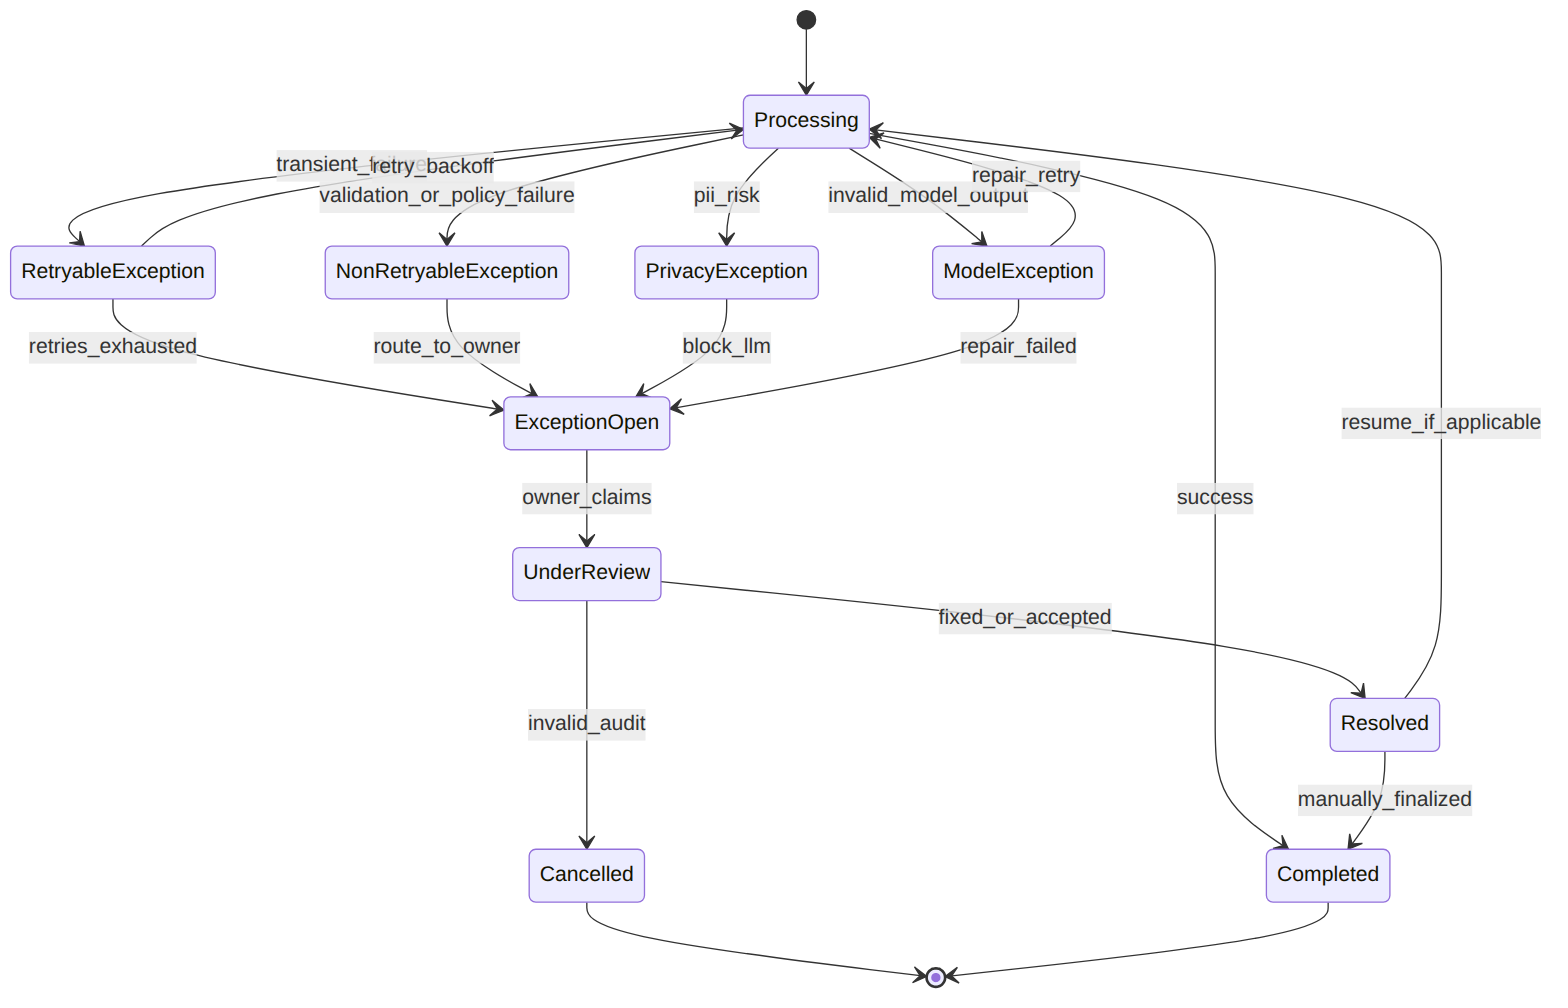 Processing
transient_failure
retry_backoff
validation_or_policy_failure
pii_risk
invalid_model_output
repair_retry
RetryableException
NonRetryableException
PrivacyException
ModelException
retries_exhausted
route_to_owner
block_llm
repair_failed
ExceptionOpen
resume_if_applicable
owner_claims
success
UnderReview
fixed_or_accepted
invalid_audit
Resolved
manually_finalized
Cancelled
Completed